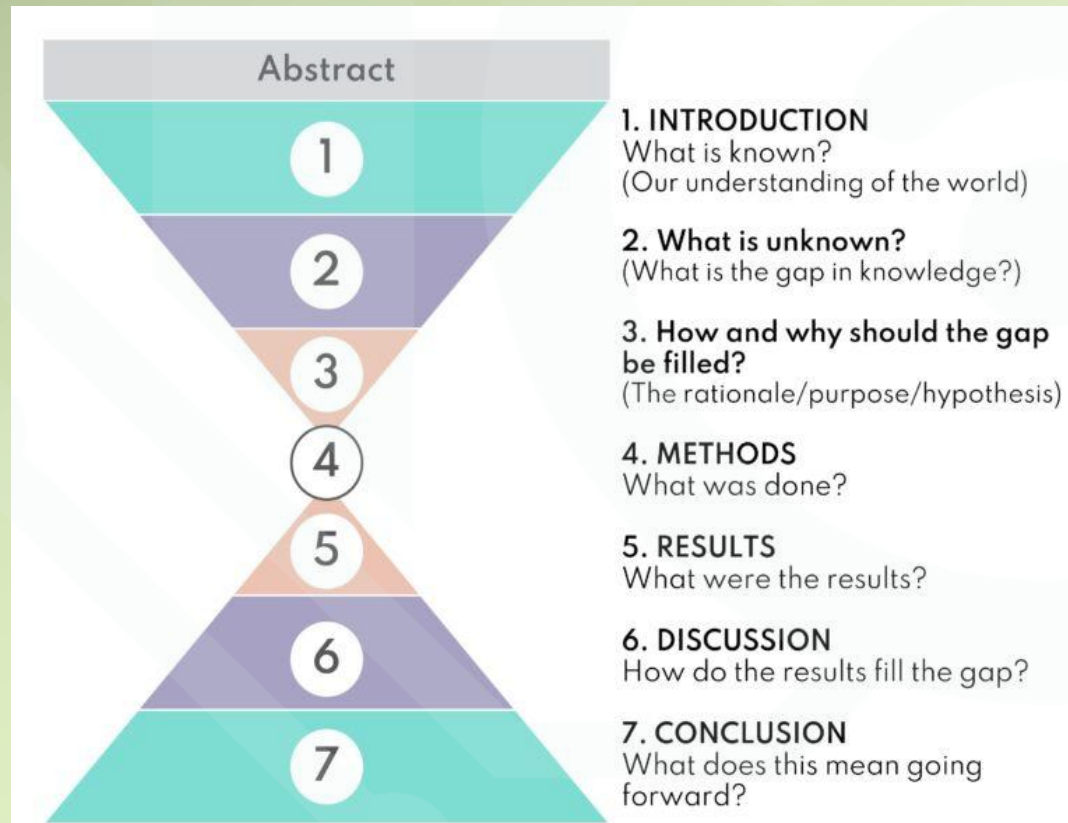 Abstract
1
2
3
4
5
6
7
1. INTRODUCTION
What is known?
(Our understanding of the world)
2. What is unknown?
(What is the gap in knowledge?)
3. How and why should the gap
be filled?
(The rationale/purpose/hypothesis)
4. METHODS
What was done?
5. RESULTS
What were the results?
6. DISCUSSION
How do the results fill the gap?
7. CONCLUSION
What does this mean going
forward?